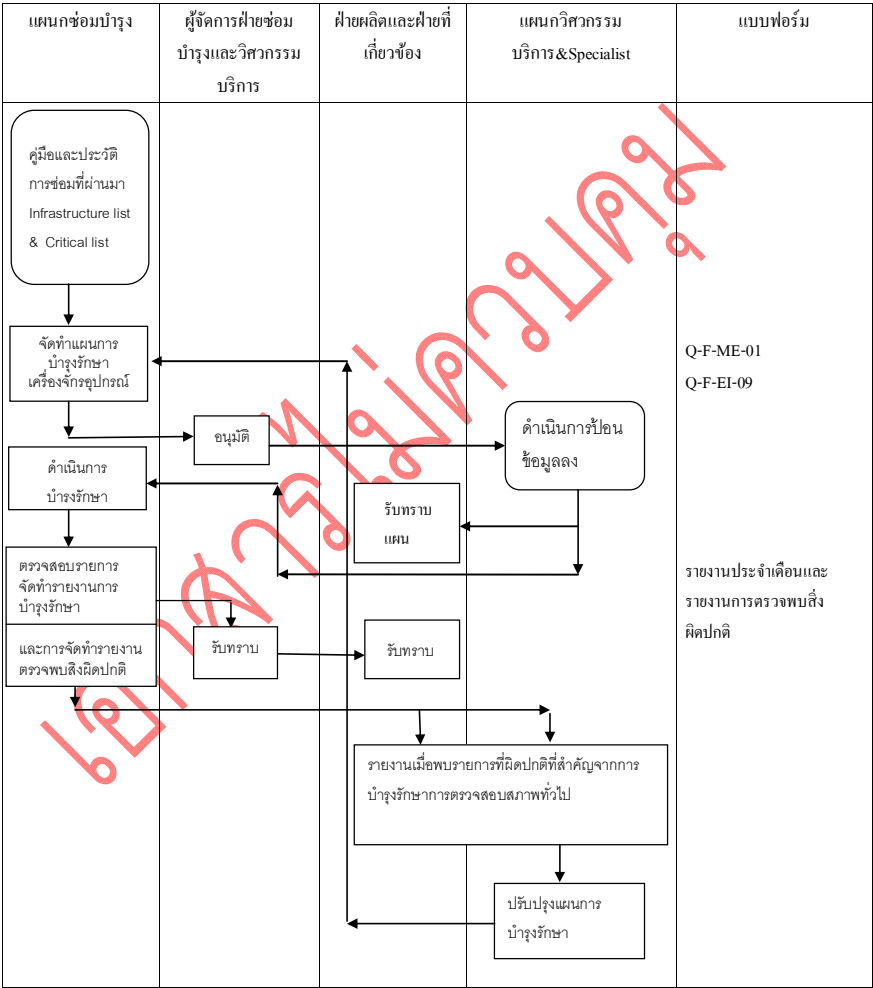 แผนกซ่อมบำรุง
ผู้จัดการฝ่ายซ่อม
บำรุงและวิศวกรรม
บริการ
ฝ่ายผลิตและฝ่ายที่
เกี่ยวข้อง
แผนกวิศวกรรม
บริการ&Specialist
แบบฟอร์ม
คู่มือและประวัติ
การซ่อมที่ผ่านมา
Infrastructure list
& Critical list
จัดทำแผนการ
บำรุงรักษา
เครื่องจักรอุปกรณ์
Q-F-ME-01
Q-F-EI-09
อนุมัติ
ดำเนินการป้อน
ข้อมูลลง
ดำเนินการ
บำรงรักษา
รับทราบ
แผน
ตรวจสอบรายการ
จัดทำรายงานการ
บำรุงรักษา
และการจัดทำรายงาน
ตรวจพบสิ่งผิดปกติ
รับทราบ
รับทราบ
รายงานประจำเดือนและ
รายงานการตรวจพบสิ่ง
ผิดปกติ
รายงานเมื่อพบรายการที่ผิดปกติที่สำคัญจากการ
บำรุงรักษาการตรวจสอบสภาพทั่วไป
ปรับปรุงแผนการ
บำรุงรักษา
เอกสารไม่ควบคุม